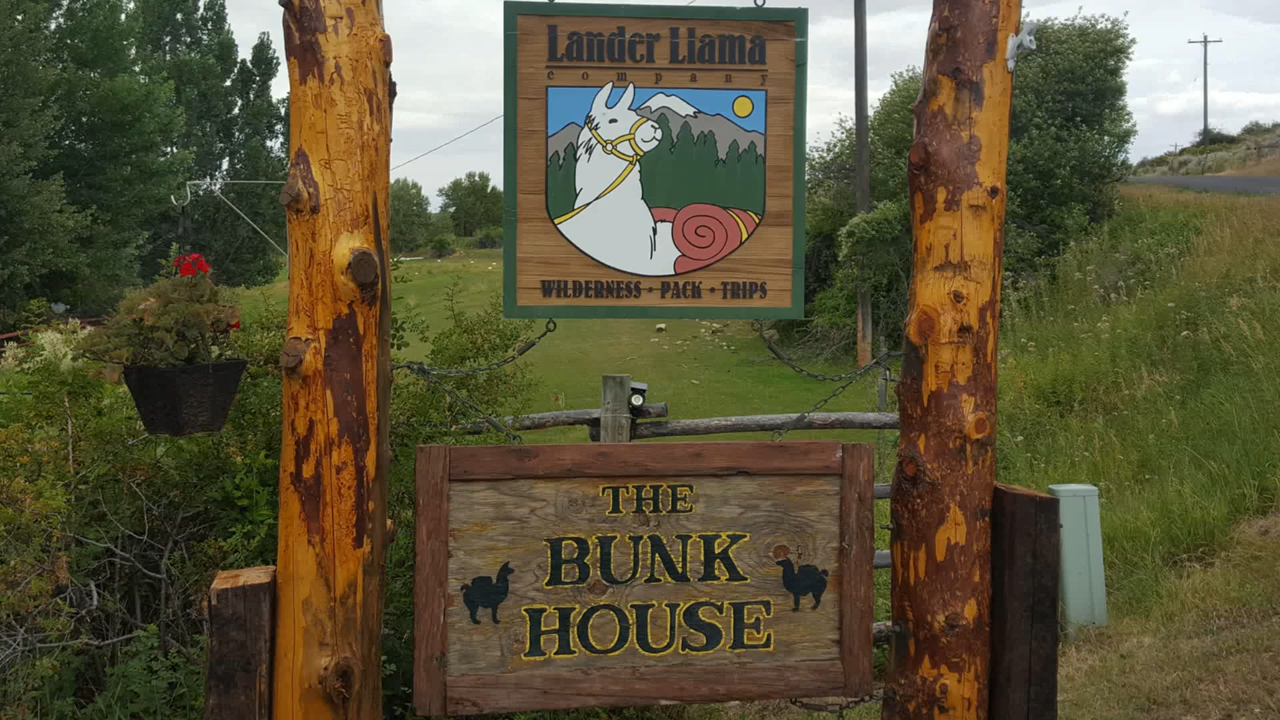 Lander Llama
company
WILDERNESS • PACK • TRIPS
THE
BUNK
HOUSE